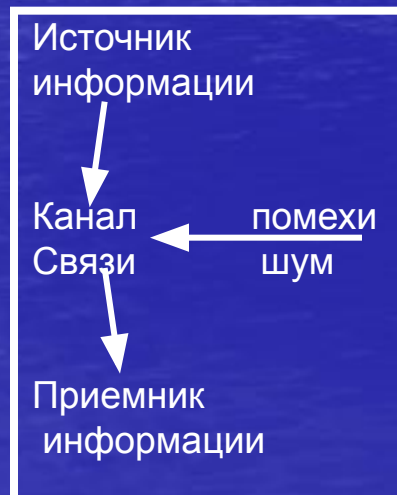 Источник
информации
Канал помехи
Связи шум
Приемник
информации